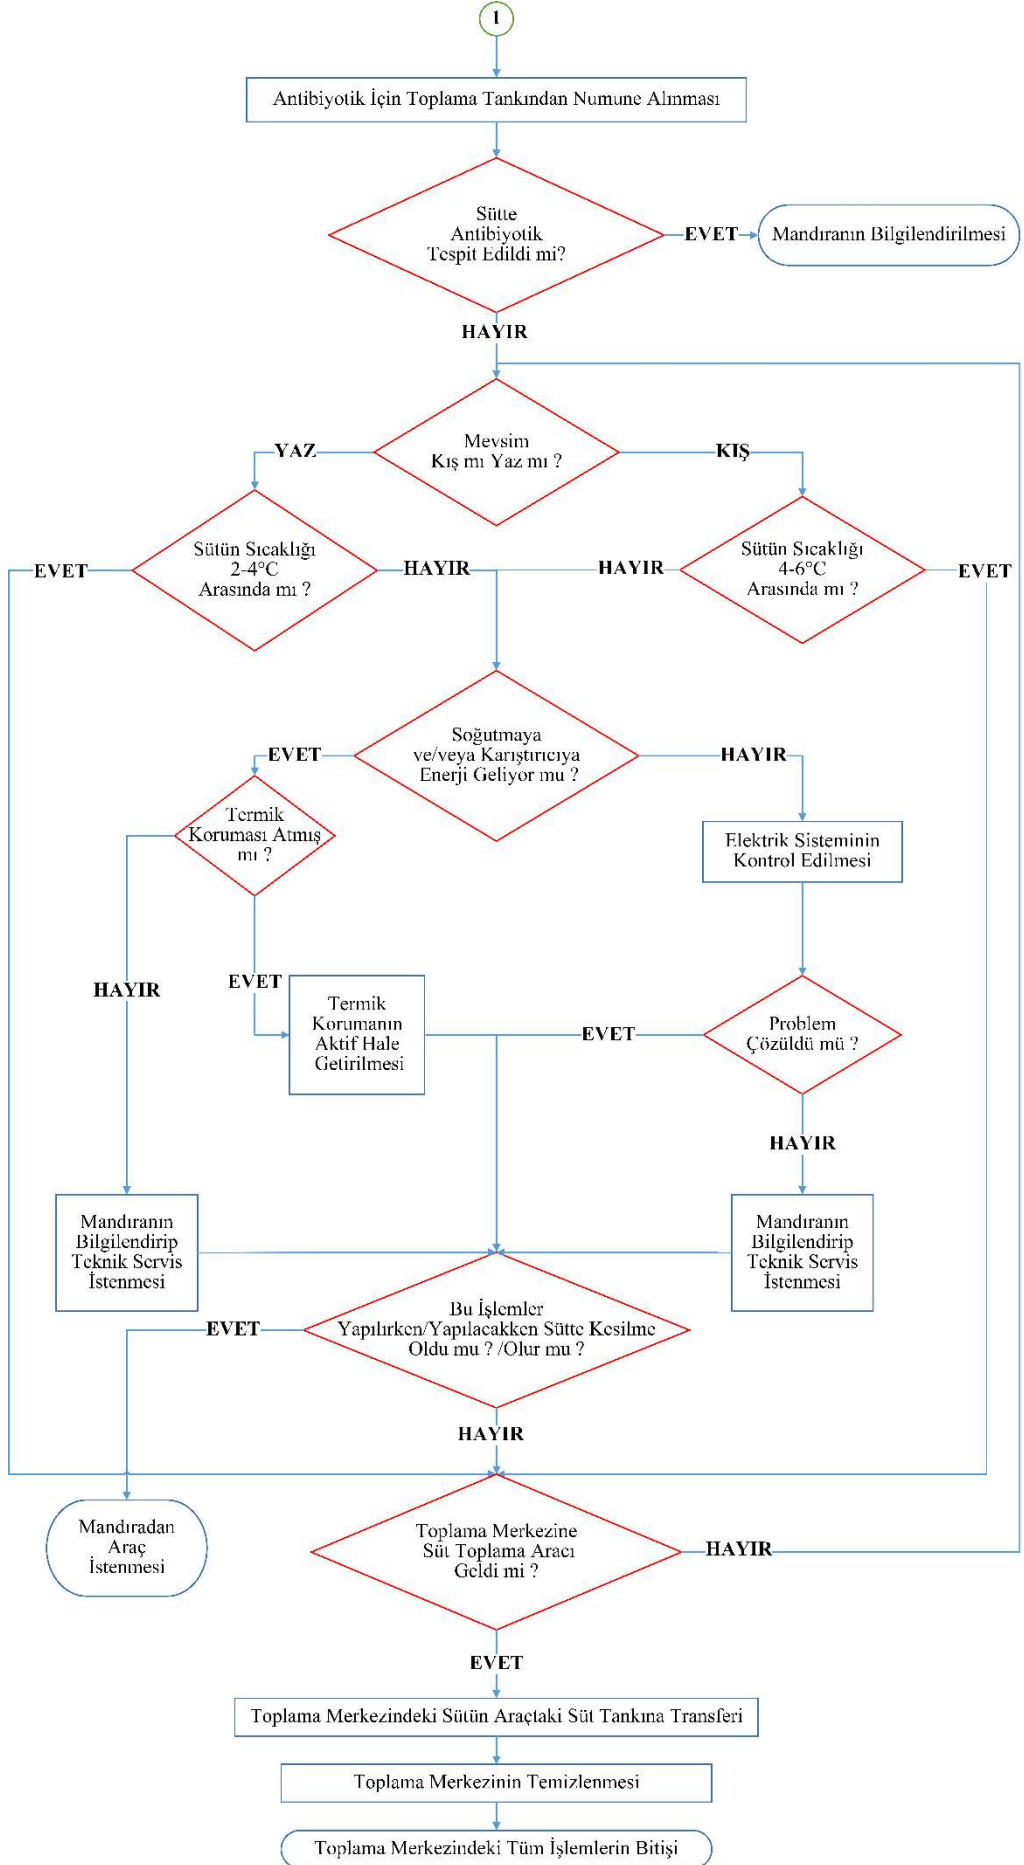 1
Antibiyotik İçin Toplama Tankından Numune Alınması
Sütte
Antibiyotik
Tespit Edildi mi?
EVET
Mandıranın Bilgilendirilmesi
HAYIR
Mevsim
Kış mı Yaz mı ?
YAZ
KIŞ
Sütün Sıcaklığı
2-4°C
Arasında mı ?
EVET
HAYIR
Sütün Sıcaklığı
4-6°C
Arasında mı ?
HAYIR
EVET
Soğutmaya
ve/veya Karıştırıcıya
Enerji Geliyor mu ?
EVET
HAYIR
Termik
Koruması Atmış
mı ?
Elektrik Sisteminin
Kontrol Edilmesi
HAYIR
EVET
Termik
Korumanın
Aktif Hale
Getirilmesi
EVET
Problem
Çözüldü mü ?
HAYIR
Mandıranın
Bilgilendirip
Teknik Servis
İstenmesi
Mandıranın
Bilgilendirip
Teknik Servis
İstenmesi
Bu İşlemler
Yapılırken/Yapılacakken Sütte Kesilme
Oldu mu ? /Olur mu ?
EVET
HAYIR
Mandıradan
Araç
İstenmesi
Toplama Merkezine
Süt Toplama Aracı
Geldi mi ?
HAYIR
EVET
Toplama Merkezindeki Sütün Araçtaki Süt Tankına Transferi
Toplama Merkezinin Temizlenmesi
Toplama Merkezindeki Tüm İşlemlerin Bitişi